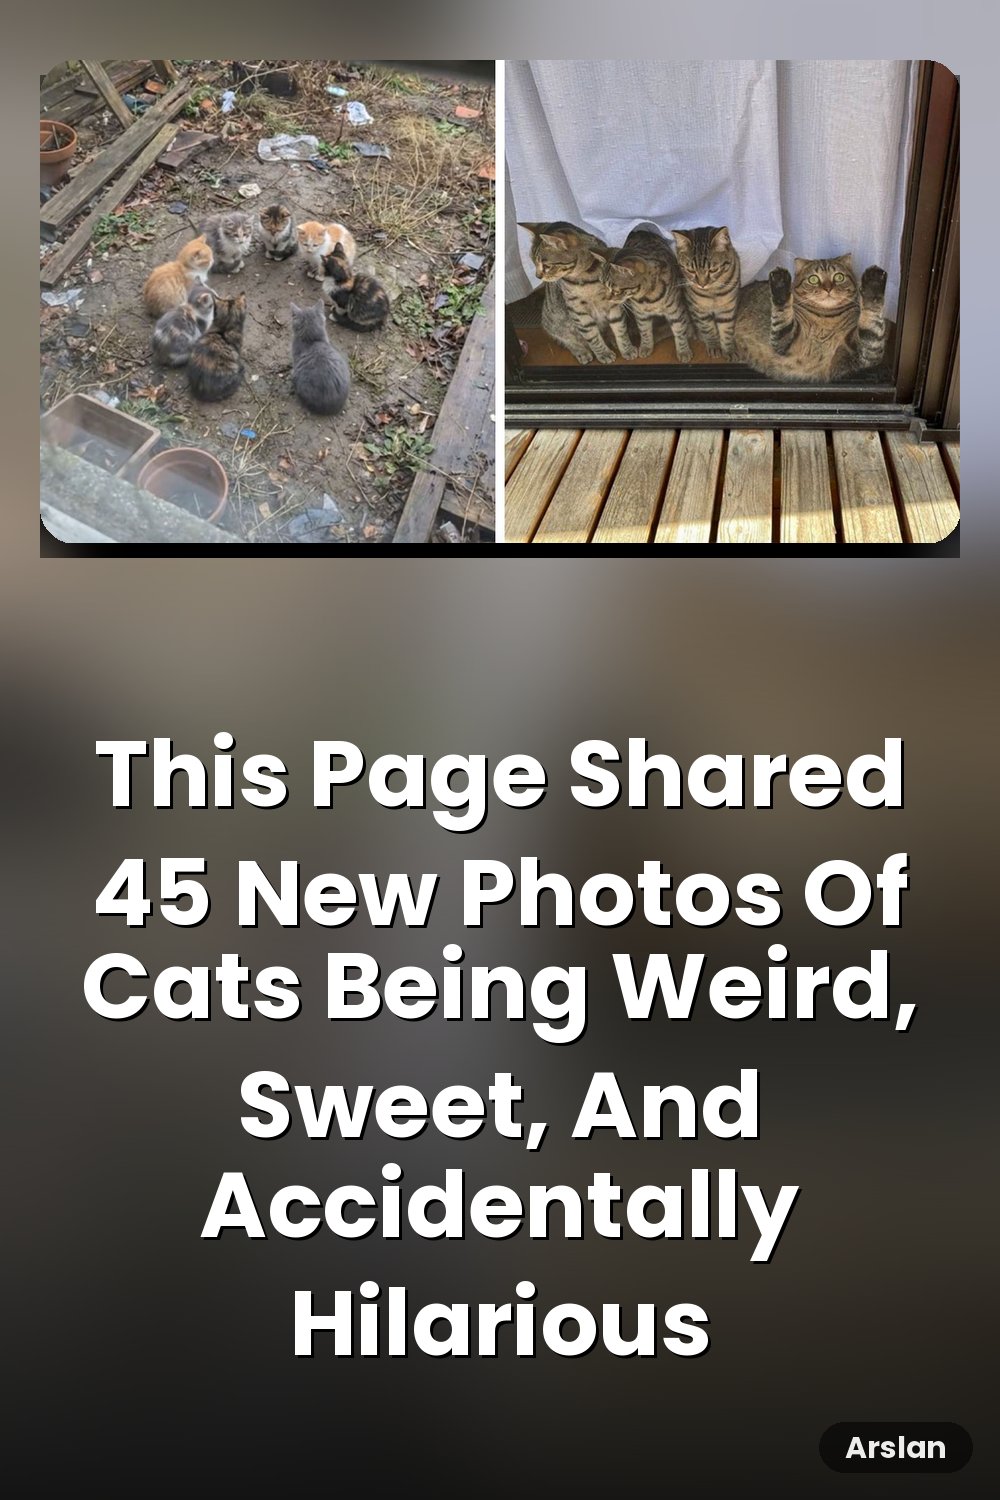 This Page Shared
45 New Photos Of
Cats Being Weird,
Sweet, And
Accidentally
Hilarious
Arslan